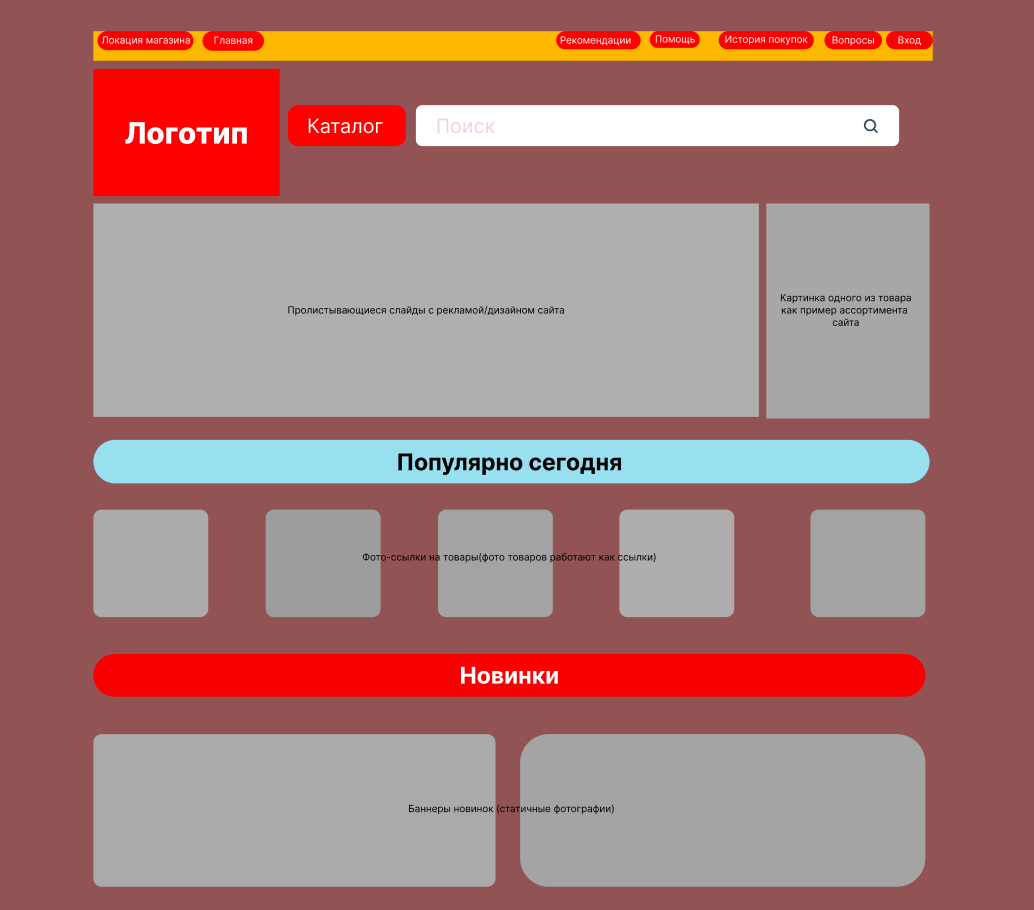 Локация магазина
Главная
Рекомендации
Помощь
История покупок
Вопросы
Вход
Логотип
Каталог
Поиск
Пролистывающиеся слайды с рекламой/дизайном сайта
Картинка одного из товара
как пример ассортимента
сайта
Популярно сегодня
Фото-ссылки на товары(фото товаров работают как ссылки)
Новинки
Баннеры новинок (статичные фотографии)